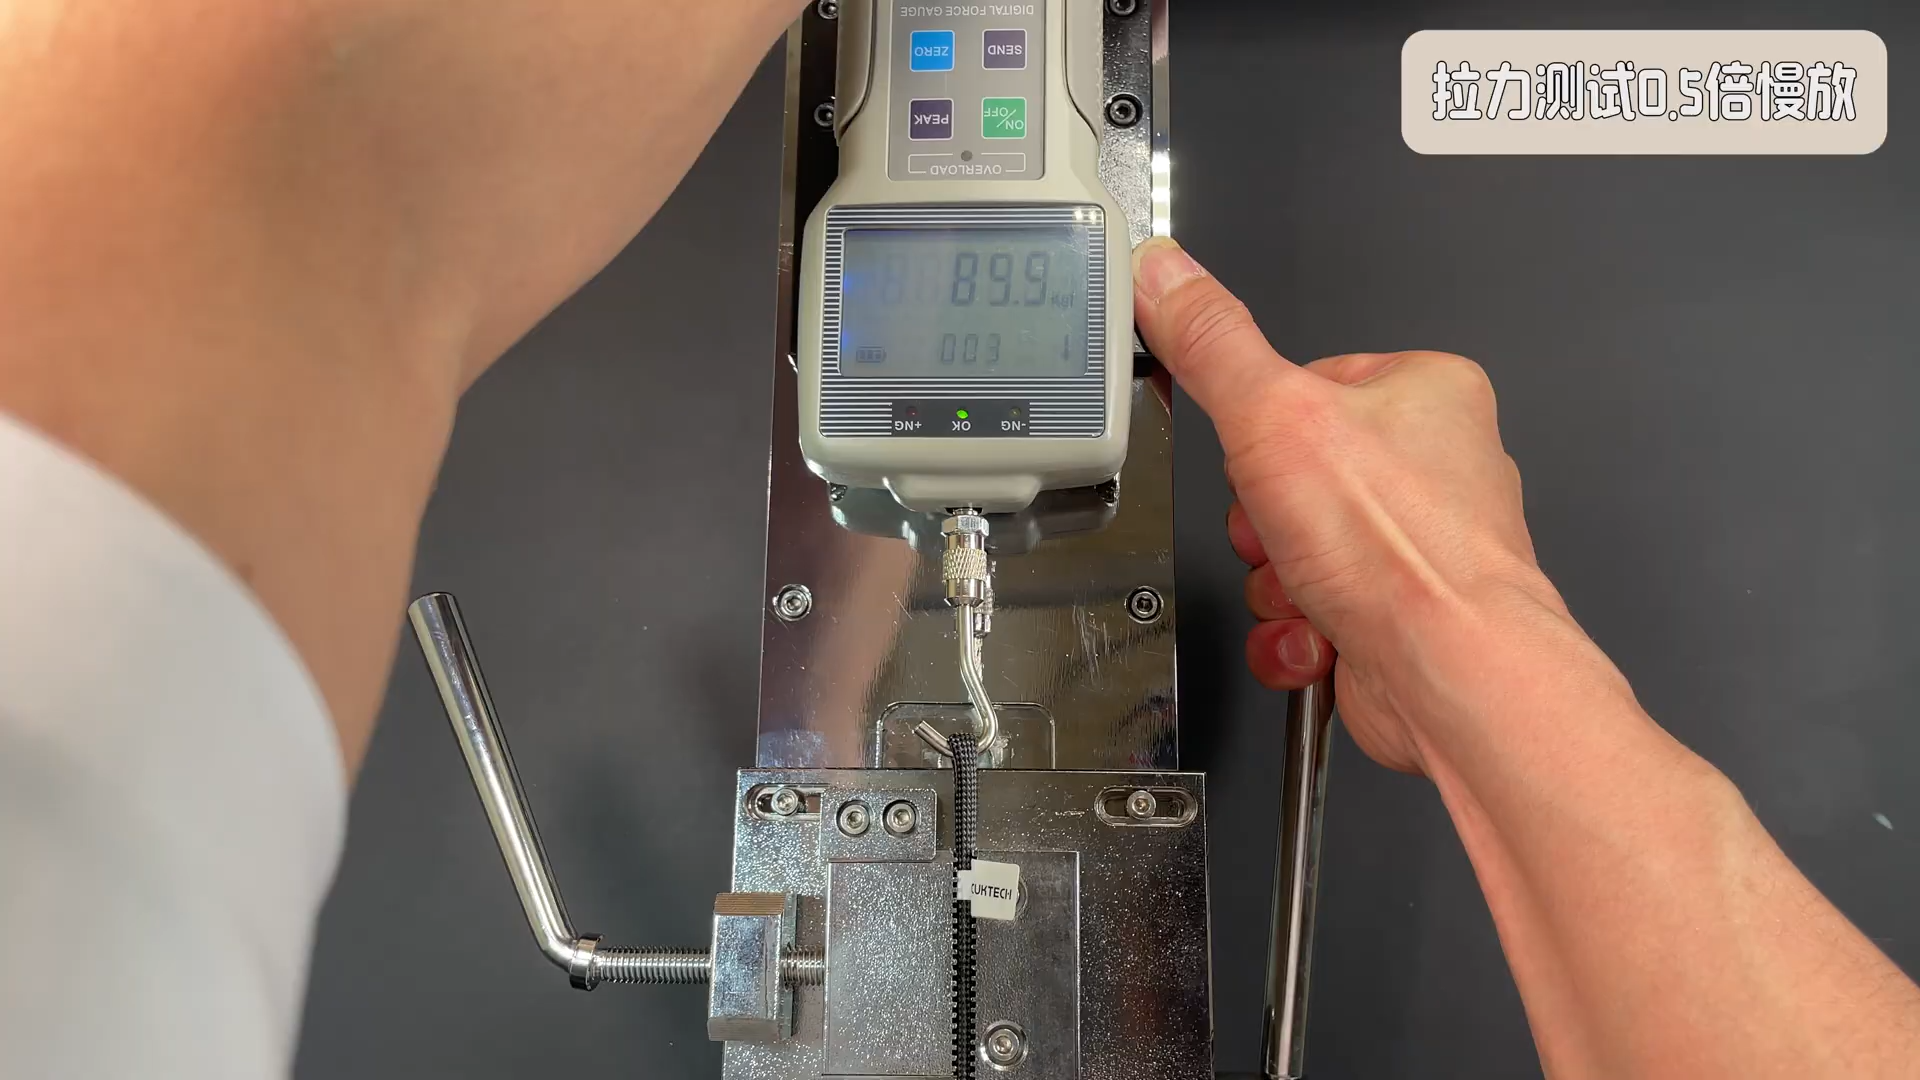 DIGITAL FORCE GAUGE
ZERO
SEND
PEAK
ON/OFF
OVERLOAD
89.9 Kgf
003
+NG OK -NG
CUKTECH
拉力测试0.5倍慢放